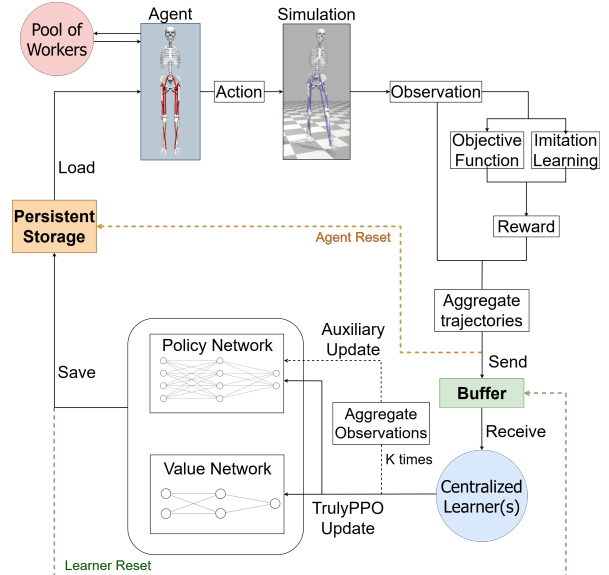 Agent
Simulation
Pool of
Workers
Action
Observation
Objective
Function
Imitation
Learning
Load
Persistent
Storage
Reward
Agent Reset
Aggregate
trajectories
Policy Network
Auxiliary
Update
Send
Save
Buffer
Aggregate
Observations
Receive
K times
Value Network
Centralized
Learner(s)
TrulyPPO
Update
Learner Reset